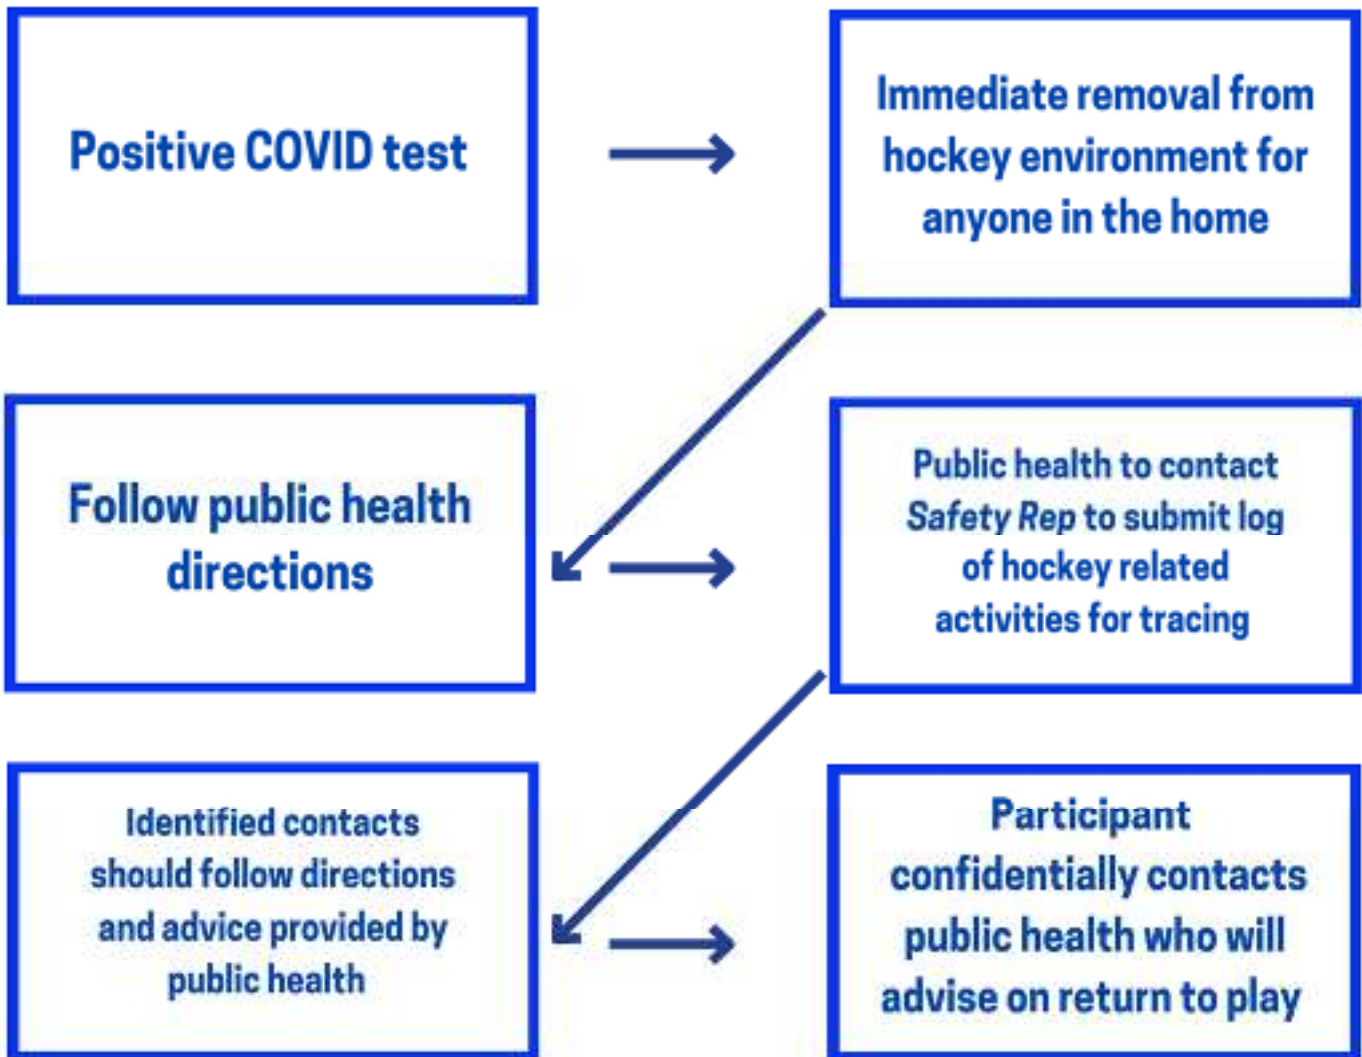 Positive COVID test
Immediate removal from
hockey environment for
anyone in the home
Follow public health
directions
Public health to contact
Safety Rep to submit log
of hockey related
activities for tracing
Identified contacts
should follow directions
and advice provided by
public health
Participant
confidentially contacts
public health who will
advise on return to play